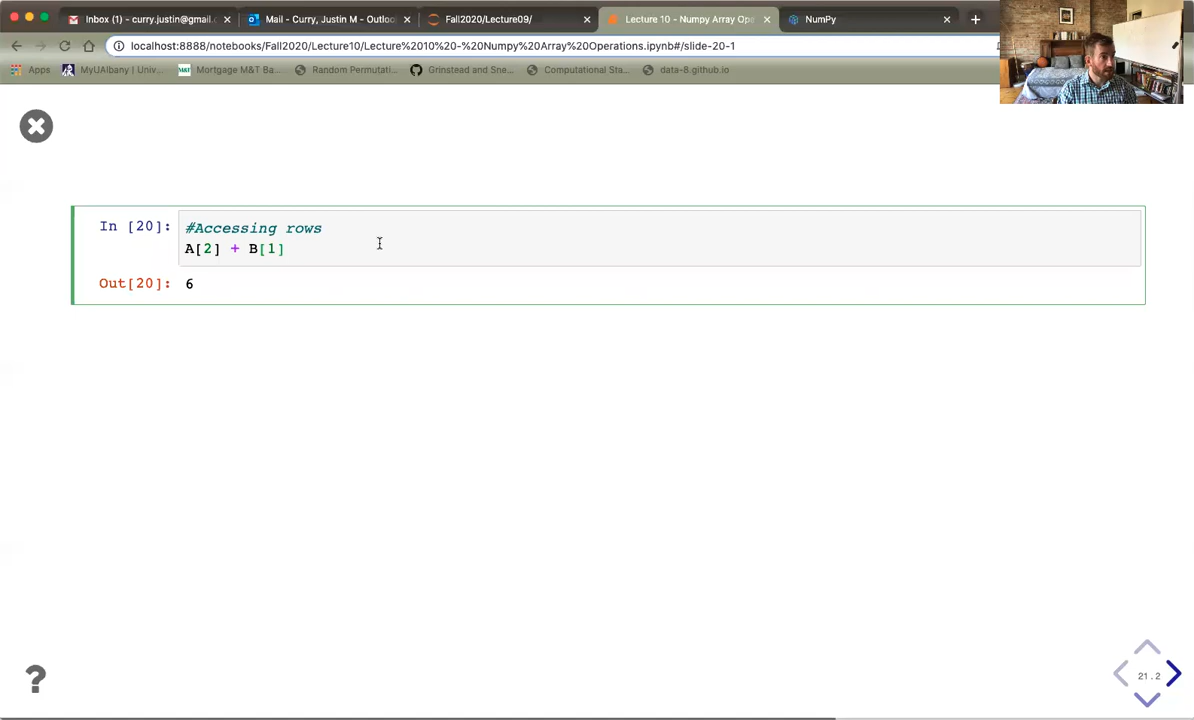 Inbox (1) - curry.justin@gmail.
Mail - Curry, Justin M - Outloo
Fall2020/Lecture09/
Lecture 10 - Numpy Array Ope
NumPy
localhost:8888/notebooks/Fall2020/Lecture10/Lecture%2010%20-%20Numpy%20Array%20Operations.ipynb#/slide-20-1
Apps
MyUAlbany | Univ...
M&T Mortgage M&T Ba...
Random Permutati...
Grinstead and Sne...
Computational Sta...
data-8.github.io
In [20]: #Accessing rows
A[2] + B[1]
Out[20]: 6
?
21.2